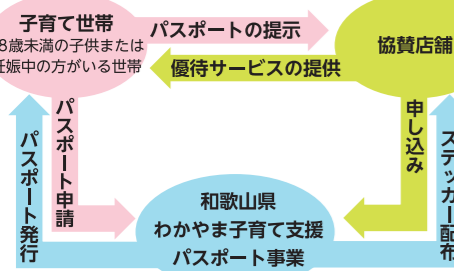 子育て世帯
8歳未満の子供または
妊娠中の方がいる世帯
パスポートの提示
優待サービスの提供
協賛店舗
パスポート申請
パスポート発行
申し込み
ステッカー配布
和歌山県
わかやま子育て支援
パスポート事業